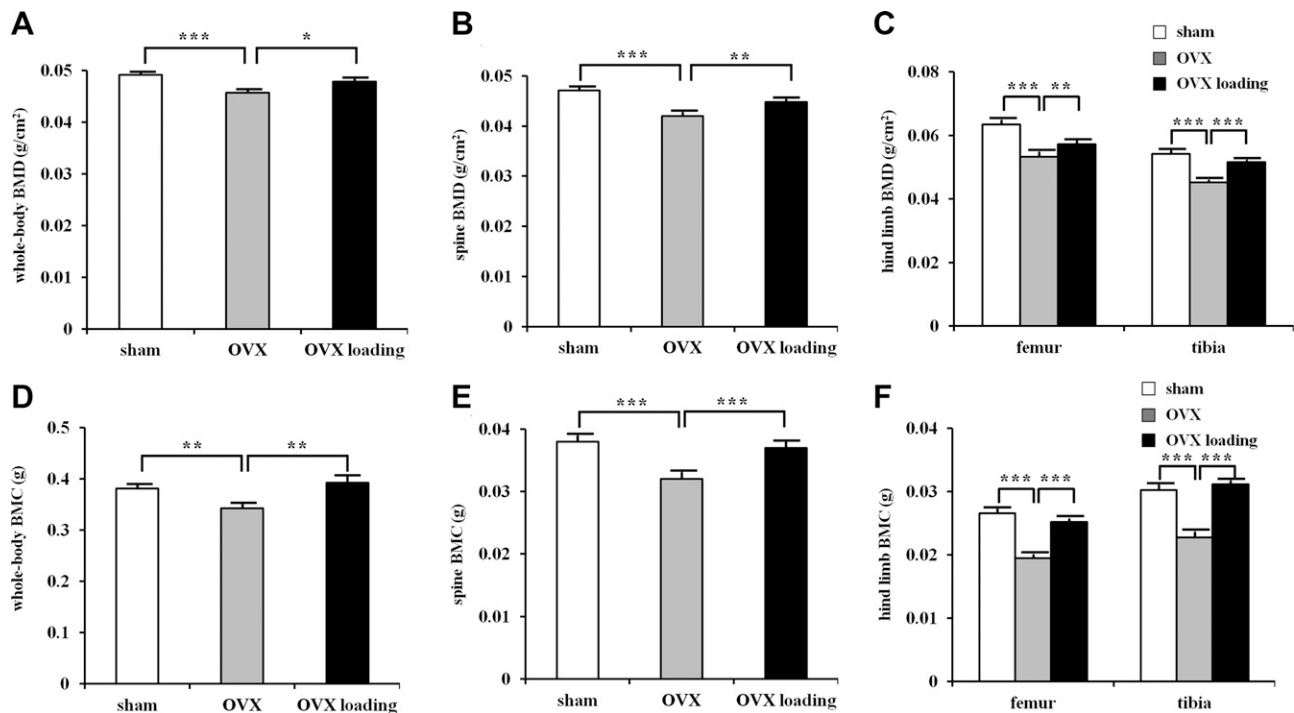 A
***
*
whole-body BMD (g/cm²)
0.05
0.04
0.03
0.02
0.01
0
sham
OVX
OVX loading
B
***
**
spine BMD (g/cm²)
0.05
0.04
0.03
0.02
0.01
0
sham
OVX
OVX loading
C
sham
OVX
OVX loading
*** **
*** ***
hind limb BMD (g/cm²)
0.08
0.06
0.04
0.02
0
femur
tibia
D
**
**
whole-body BMC (g)
0.5
0.4
0.3
0.2
0.1
0
sham
OVX
OVX loading
E
***
***
spine BMC (g)
0.04
0.03
0.02
0.01
0
sham
OVX
OVX loading
F
sham
OVX
OVX loading
*** ***
*** ***
hind limb BMC (g)
0.04
0.03
0.02
0.01
0
femur
tibia